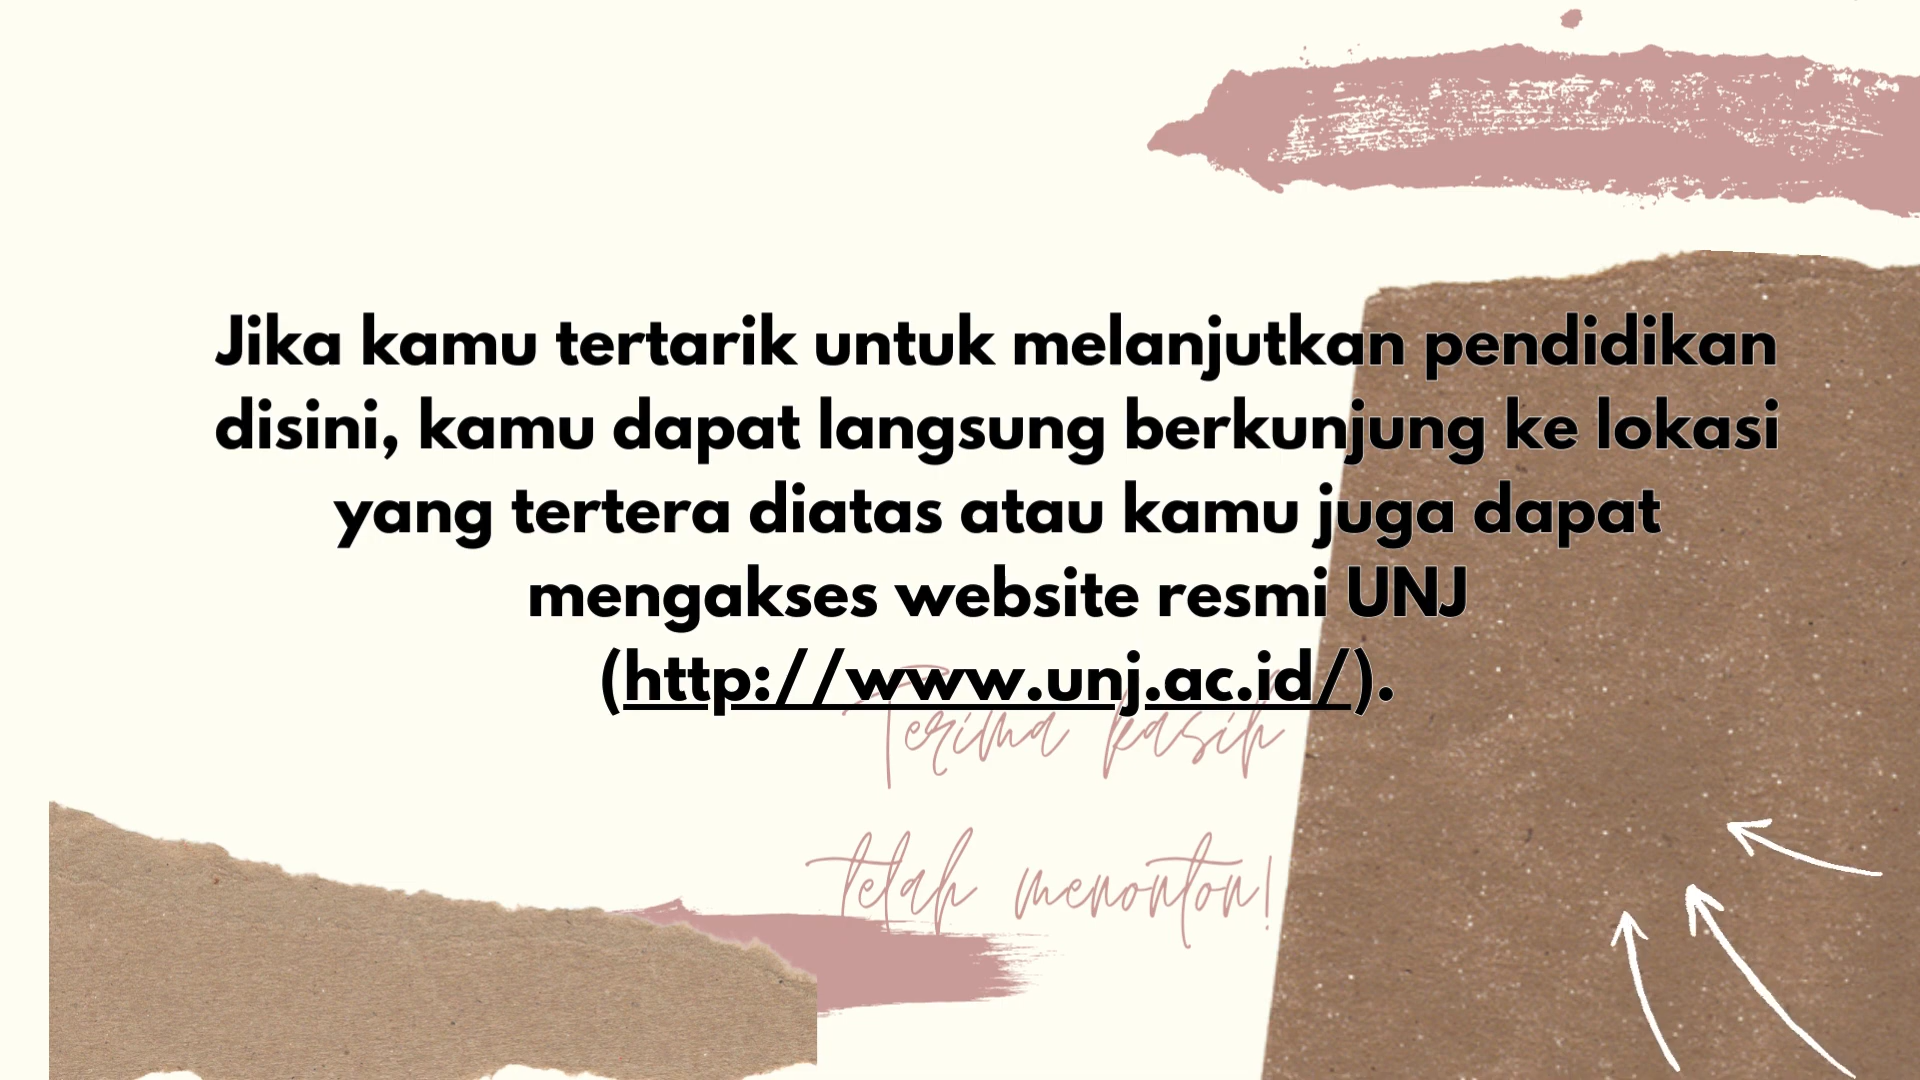 Jika kamu tertarik untuk melanjutkan pendidikan
disini, kamu dapat langsung berkunjung ke lokasi
yang tertera diatas atau kamu juga dapat
mengakses website resmi UNJ
(http://www.unj.ac.id/).
Terima kasih
telah menonton!